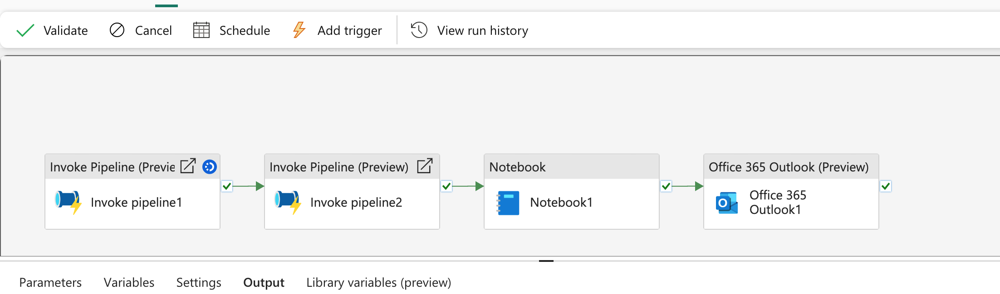 Validate
Cancel
Schedule
Add trigger
View run history
Invoke Pipeline (Previe
Invoke pipeline1
Invoke Pipeline (Preview)
Invoke pipeline2
Notebook
Notebook1
Office 365 Outlook (Preview)
Office 365
Outlook1
Parameters
Variables
Settings
Output
Library variables (preview)